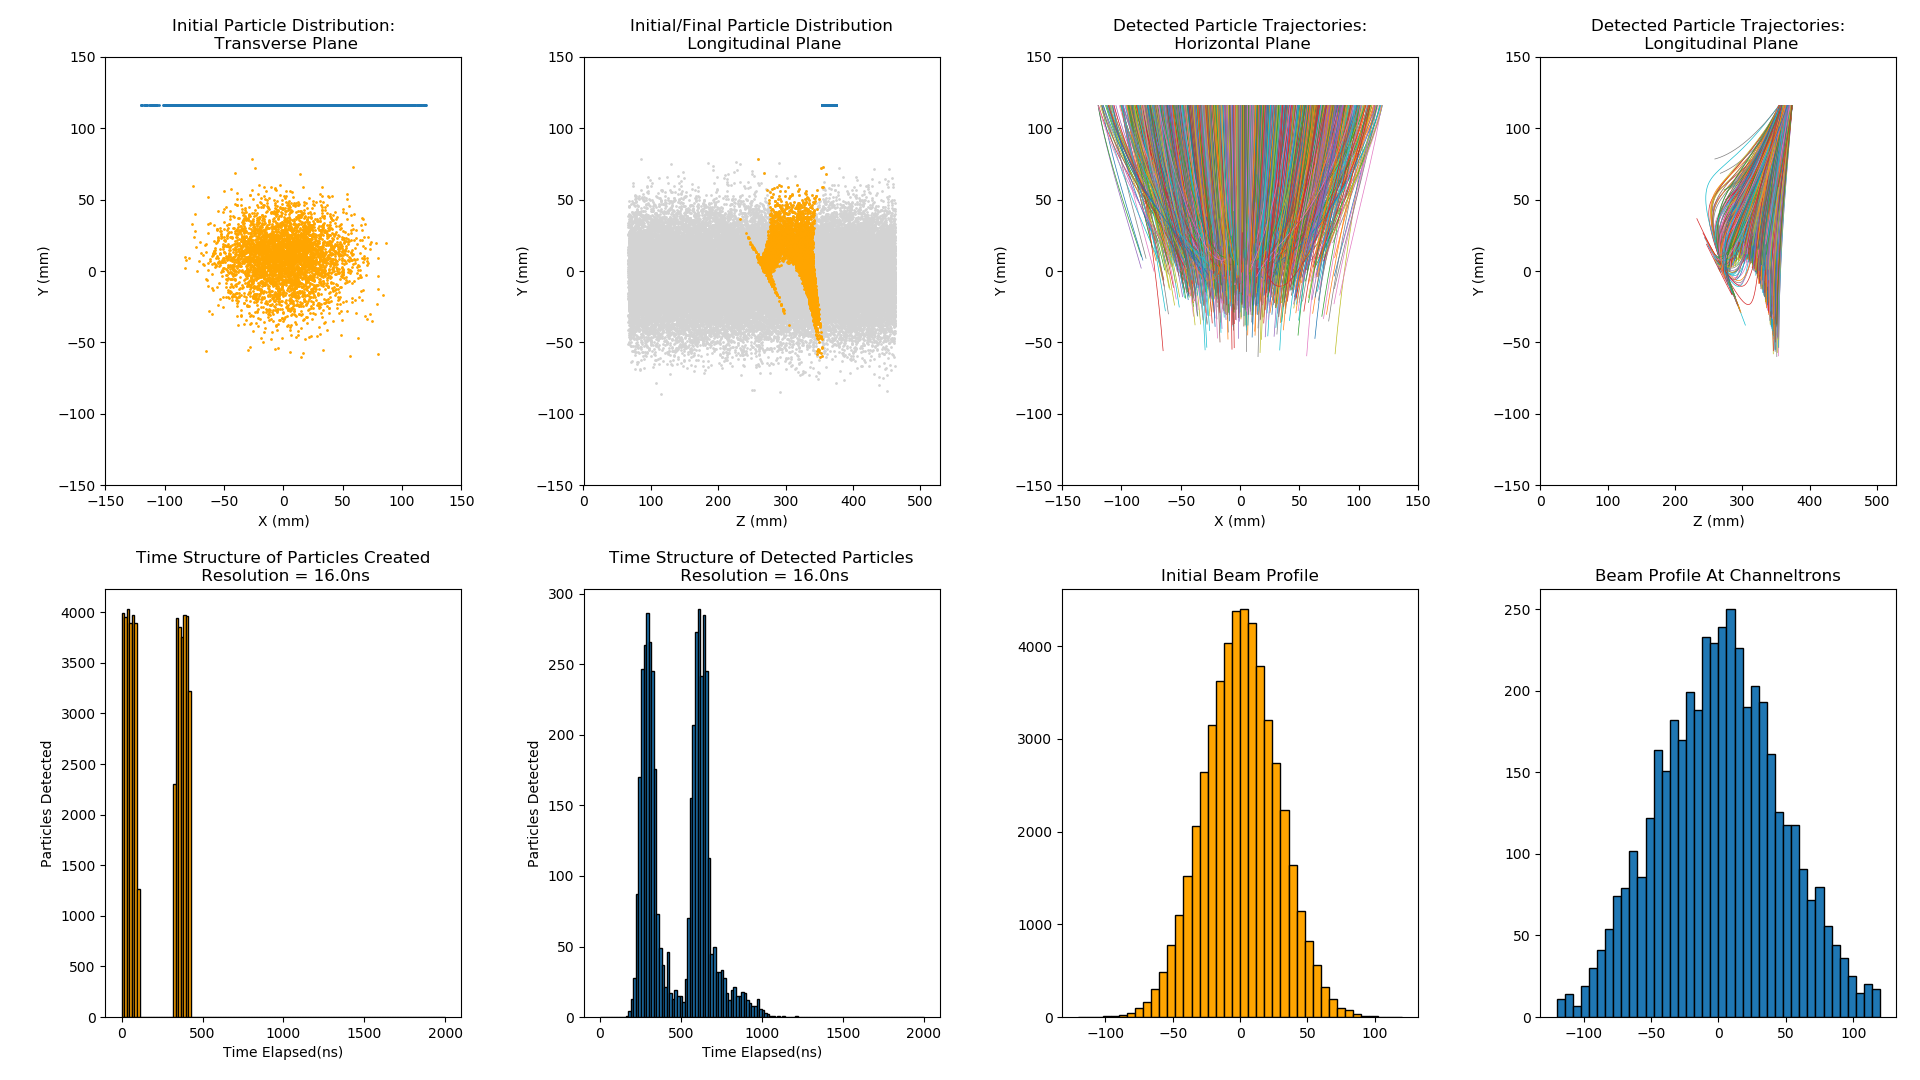 Initial Particle Distribution:
Transverse Plane
150
100
50
0
−50
−100
−150
Y (mm)
−150 −100 −50 0 50 100 150
X (mm)
Initial/Final Particle Distribution
Longitudinal Plane
150
100
50
0
−50
−100
−150
Y (mm)
0 100 200 300 400 500
Z (mm)
Detected Particle Trajectories:
Horizontal Plane
150
100
50
0
−50
−100
−150
Y (mm)
−150 −100 −50 0 50 100 150
X (mm)
Detected Particle Trajectories:
Longitudinal Plane
150
100
50
0
−50
−100
−150
Y (mm)
0 100 200 300 400 500
Z (mm)
Time Structure of Particles Created
Resolution = 16.0ns
4000
3500
3000
2500
2000
1500
1000
500
0
Particles Detected
0 500 1000 1500 2000
Time Elapsed(ns)
Time Structure of Detected Particles
Resolution = 16.0ns
300
250
200
150
100
50
0
Particles Detected
0 500 1000 1500 2000
Time Elapsed(ns)
Initial Beam Profile
4000
3000
2000
1000
0
−100 −50 0 50 100
Beam Profile At Channeltrons
250
200
150
100
50
0
−100 −50 0 50 100